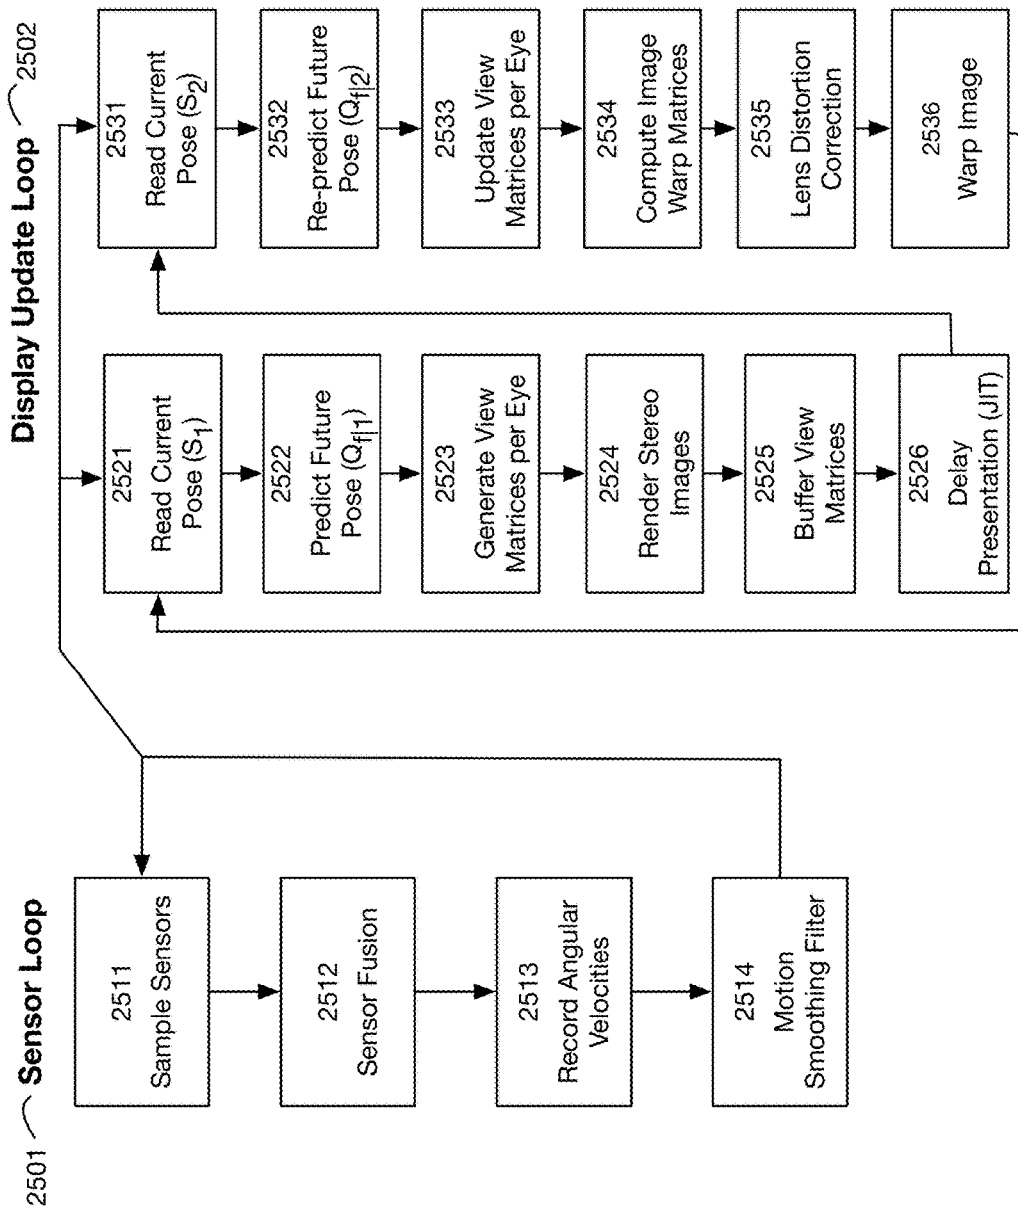 2501
Sensor Loop
2511
Sample Sensors
2512
Sensor Fusion
2513
Record Angular
Velocities
2514
Motion
Smoothing Filter
Display Update Loop
2502
2521
Read Current
Pose (S1)
2522
Predict Future
Pose (Qf|1)
2523
Generate View
Matrices per Eye
2524
Render Stereo
Images
2525
Buffer View
Matrices
2526
Delay
Presentation (JIT)
2531
Read Current
Pose (S2)
2532
Re-predict Future
Pose (Qf|2)
2533
Update View
Matrices per Eye
2534
Compute Image
Warp Matrices
2535
Lens Distortion
Correction
2536
Warp Image